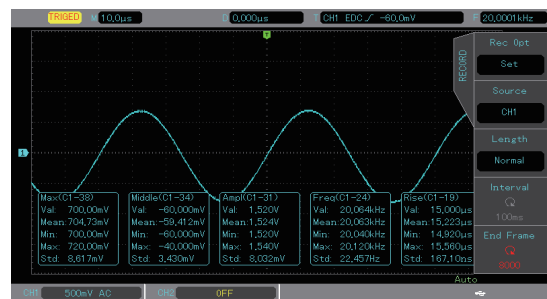 TRIGED M 10,0μs D 0,000μs T CH1 EDC -60,0mV F 20,0001kHz
T
RECORD
Rec Opt
Set
Source
CH1
Length
Normal
Interval
100ms
End Frame
8000
1
Max(C1-38) Middle(C1-34) Ampl(C1-31) Freq(C1-24) Rise(C1-19)
Val: 700,00mV Val: -60,000mV Val: 1,520V Val: 20,064kHz Val: 15,000μs
Mean: 704,73mV Mean: -59,412mV Mean: 1,524V Mean: 20,063kHz Mean: 15,223μs
Min: 700,00mV Min: -60,000mV Min: 1,520V Min: 20,040kHz Min: 14,920μs
Max: 720,00mV Max: -40,000mV Max: 1,540V Max: 20,120kHz Max: 15,560μs
Std: 8,617mV Std: 3,430mV Std: 8,032mV Std: 22,457Hz Std: 167,10ns
Auto
CH1 500mV AC CH2 OFF